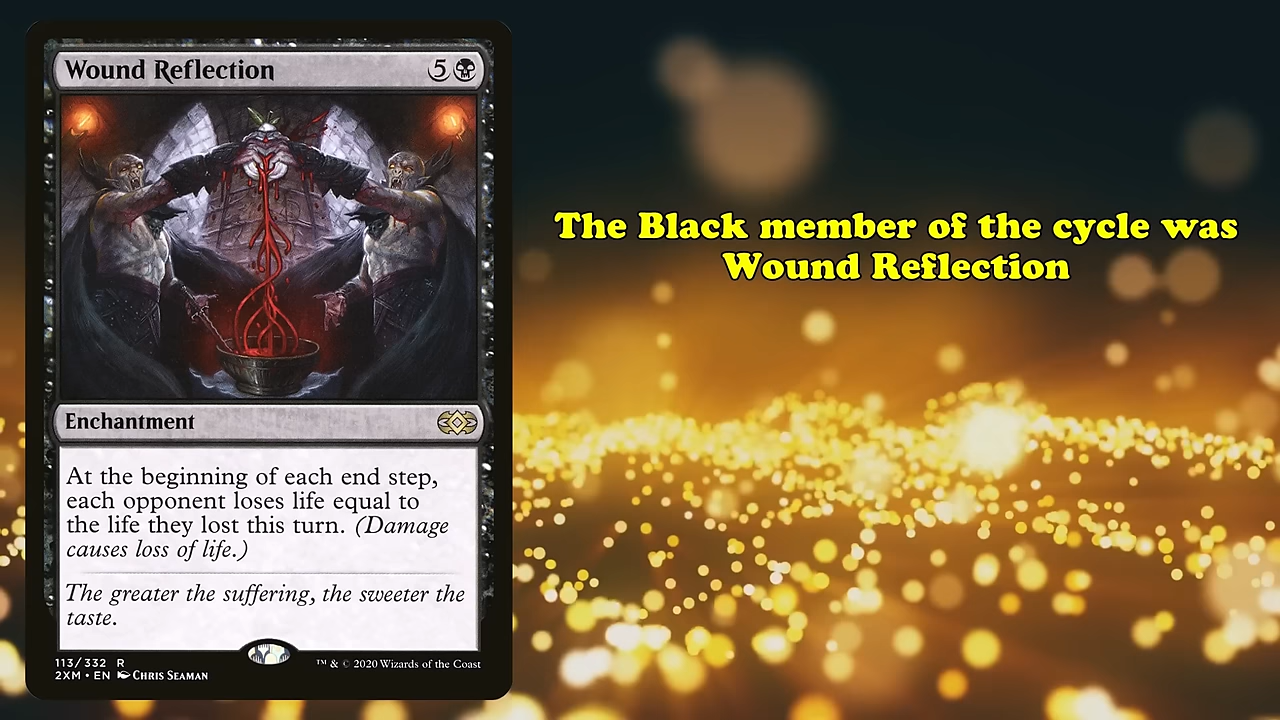 Wound Reflection 5
The Black member of the cycle was
Wound Reflection
Enchantment
At the beginning of each end step,
each opponent loses life equal to
the life they lost this turn. (Damage
causes loss of life.)
The greater the suffering, the sweeter the
taste.
113/332 R
2XM • EN Chris Seaman
™ & © 2020 Wizards of the Coast